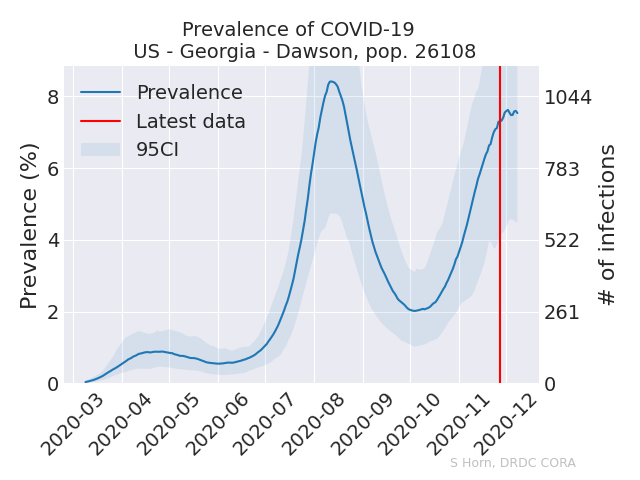 Prevalence of COVID-19
US - Georgia - Dawson, pop. 26108
Prevalence
Latest data
95CI
Prevalence (%)
8
6
4
2
0
1044
783
522
261
0
# of infections
2020-03
2020-04
2020-05
2020-06
2020-07
2020-08
2020-09
2020-10
2020-11
2020-12
S Horn, DRDC CORA